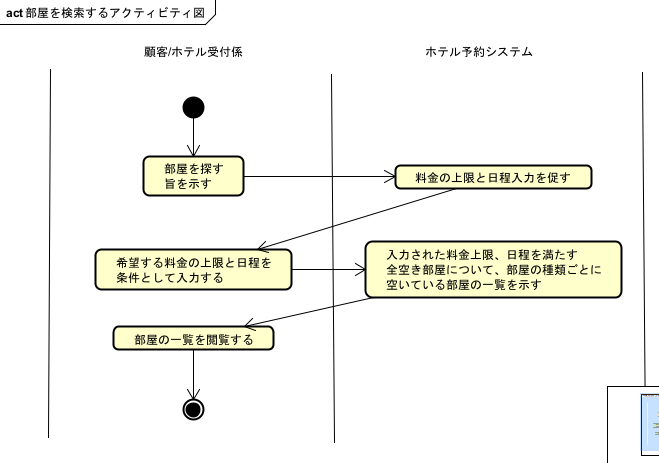 act 部屋を検索するアクティビティ図
顧客/ホテル受付係
ホテル予約システム
部屋を探す
旨を示す
料金の上限と日程入力を促す
希望する料金の上限と日程を
条件として入力する
入力された料金上限、日程を満たす
全空き部屋について、部屋の種類ごとに
空いている部屋の一覧を示す
部屋の一覧を閲覧する